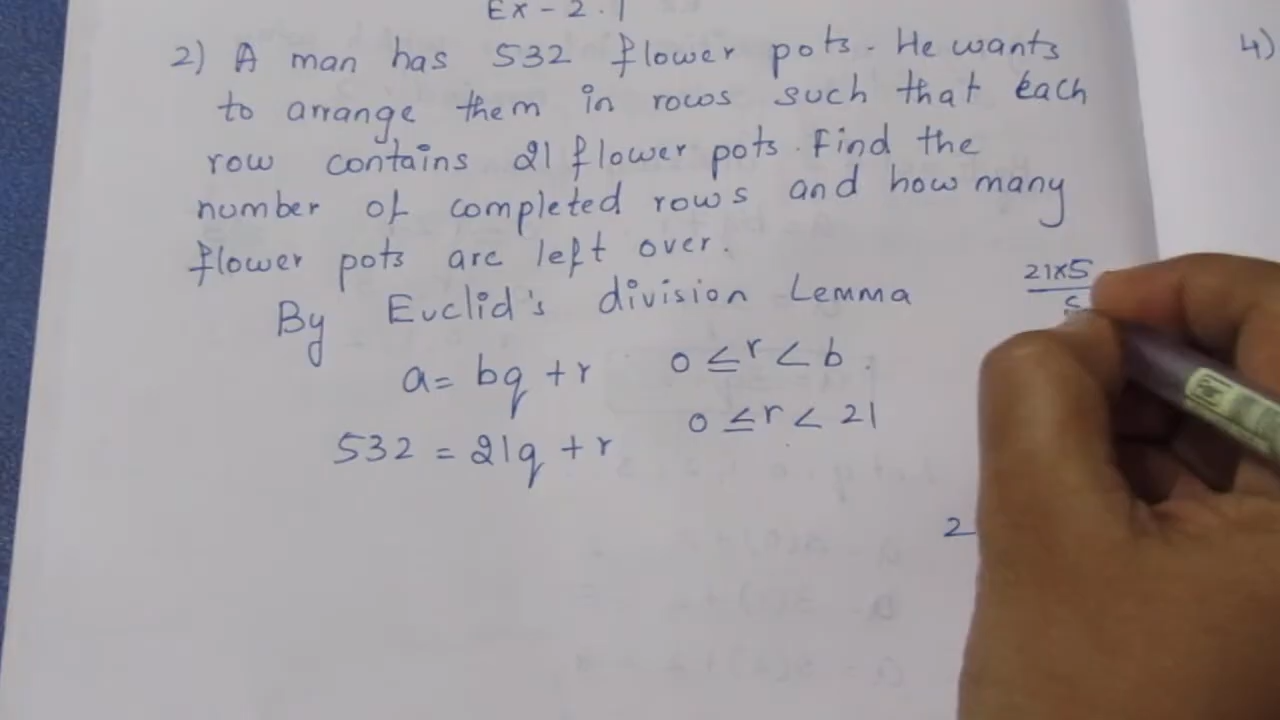 Ex - 2.1
2) A man has 532 flower pots. He wants
to arrange them in rows such that each
row contains 21 flower pots. Find the
number of completed rows and how many
flower pots are left over.
By Euclid's division Lemma
a = bq + r 0 ≤ r < b.
532 = 21q + r 0 ≤ r < 21
21×5
2
4)